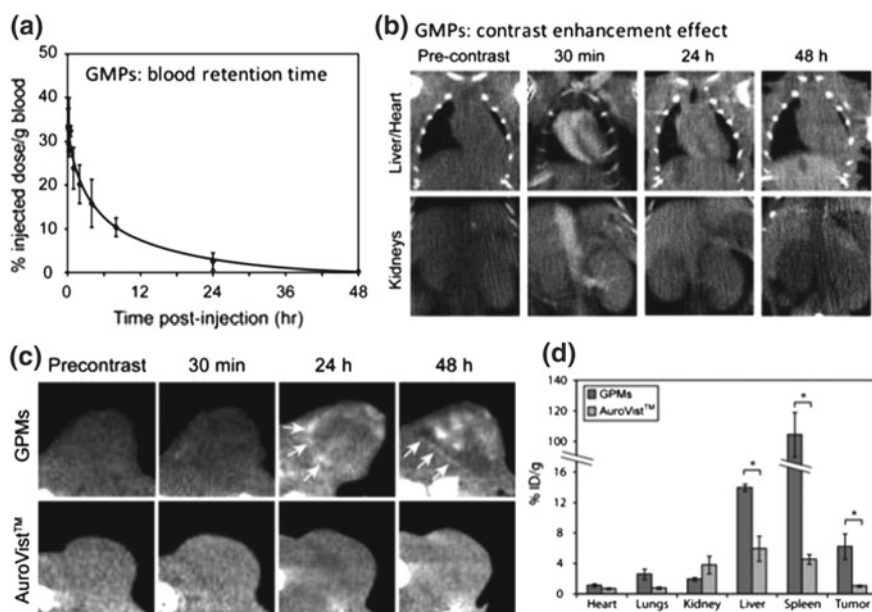 (a)
GMPs: blood retention time
% injected dose/g blood
50
40
30
20
10
0
0 12 24 36 48
Time post-injection (hr)
(b) GMPs: contrast enhancement effect
Pre-contrast 30 min 24 h 48 h
Liver/Heart
Kidneys
(c)
Precontrast 30 min 24 h 48 h
GPMs
AuroVist™
(d)
GPMs
AuroVist™
% ID/g
140
120
100
16
12
8
4
0
* * *
Heart Lungs Kidney Liver Spleen Tumor